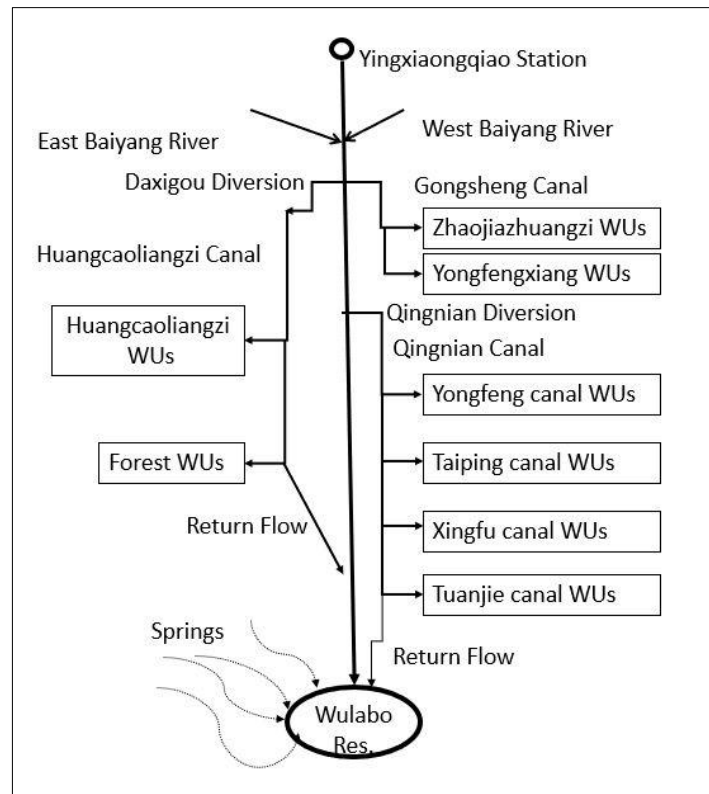 Yingxiaongqiao Station
East Baiyang River
West Baiyang River
Daxigou Diversion
Gongsheng Canal
Zhaojiazhuangzi WUs
Huangcaoliangzi Canal
Yongfengxiang WUs
Qingnian Diversion
Huangcaoliangzi
WUs
Qingnian Canal
Yongfeng canal WUs
Forest WUs
Taiping canal WUs
Return Flow
Xingfu canal WUs
Tuanjie canal WUs
Springs
Return Flow
Wulabo
Res.